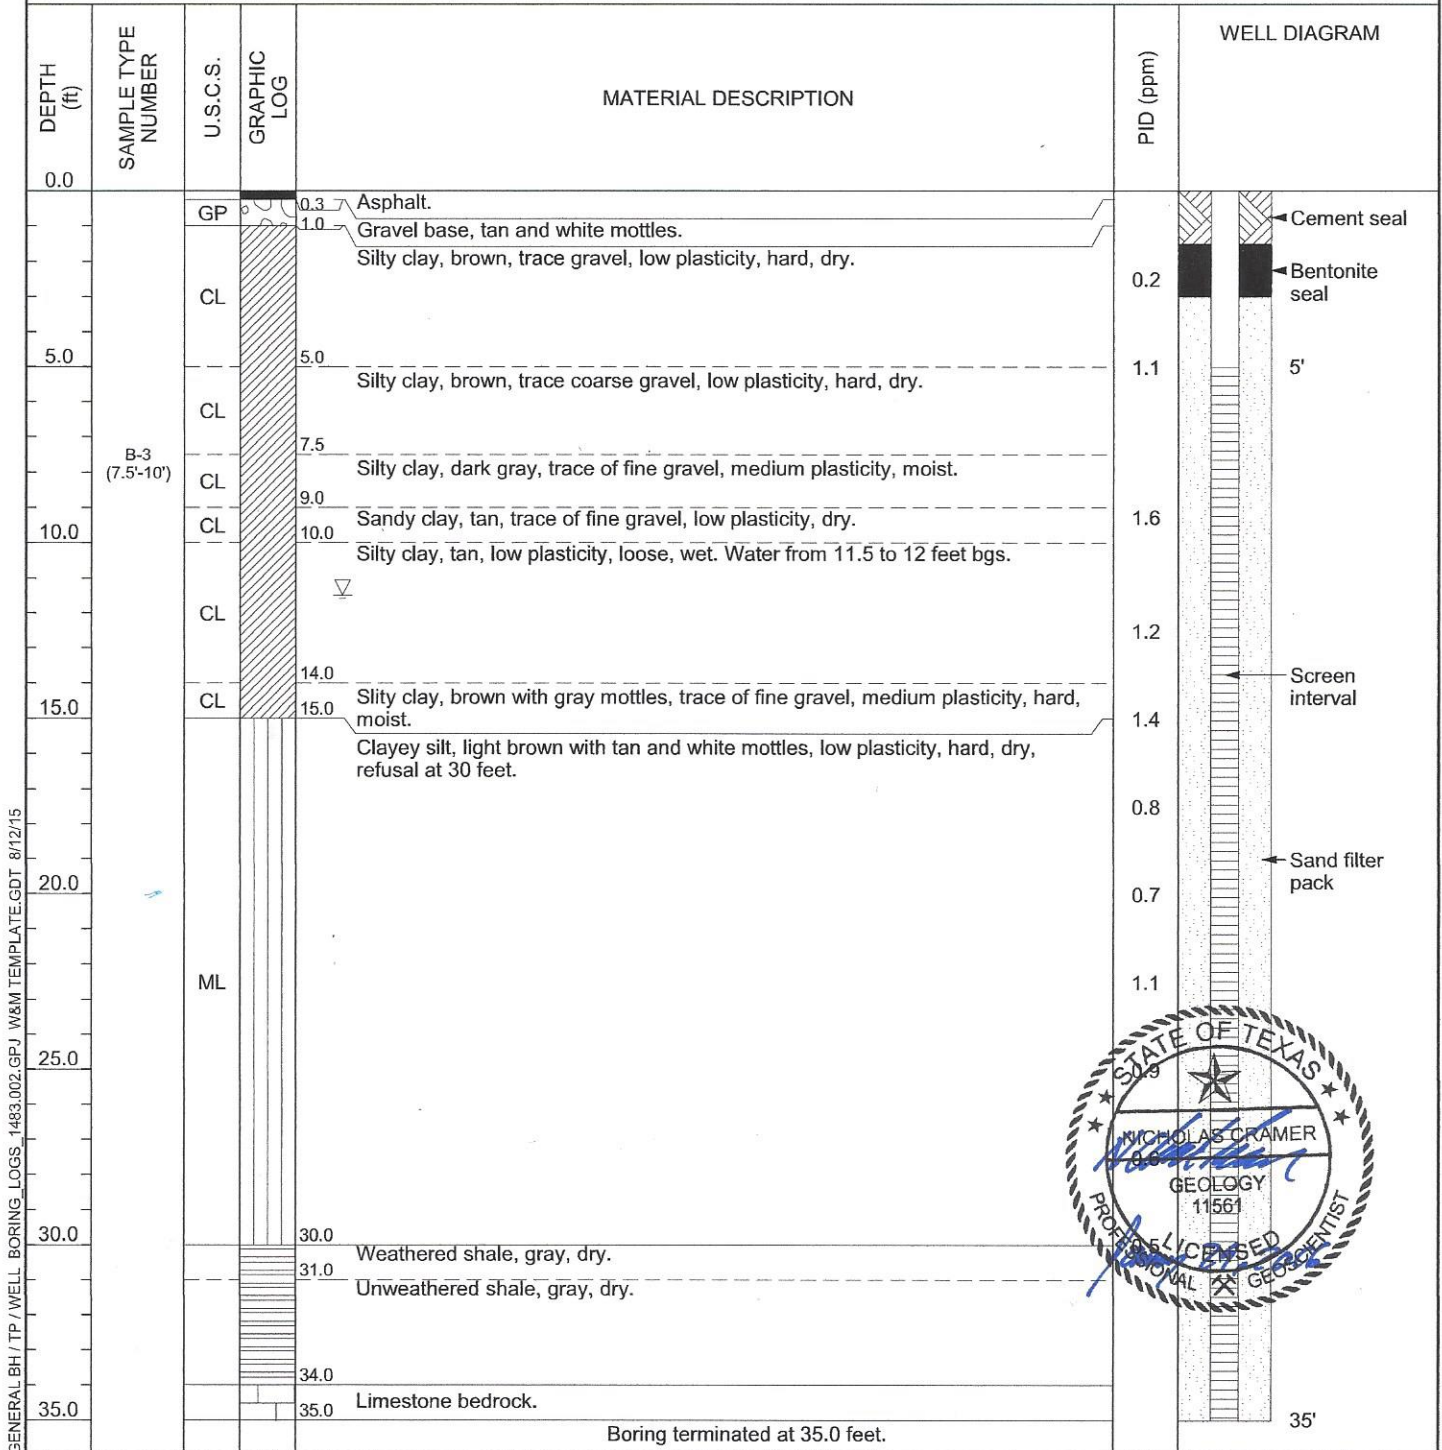 DEPTH
(ft)
SAMPLE TYPE
NUMBER
U.S.C.S.
GRAPHIC
LOG
MATERIAL DESCRIPTION
PID (ppm)
WELL DIAGRAM
0.0
0.3
Asphalt.
GP
Cement seal
1.0
Gravel base, tan and white mottles.
Silty clay, brown, trace gravel, low plasticity, hard, dry.
0.2
Bentonite
seal
CL
5.0
5.0
1.1
5'
Silty clay, brown, trace coarse gravel, low plasticity, hard, dry.
CL
7.5
B-3
(7.5'-10')
Silty clay, dark gray, trace of fine gravel, medium plasticity, moist.
CL
9.0
Sandy clay, tan, trace of fine gravel, low plasticity, dry.
CL
1.6
10.0
10.0
Silty clay, tan, low plasticity, loose, wet. Water from 11.5 to 12 feet bgs.
CL
1.2
14.0
Screen
interval
CL
Slity clay, brown with gray mottles, trace of fine gravel, medium plasticity, hard,
moist.
15.0
15.0
1.4
Clayey silt, light brown with tan and white mottles, low plasticity, hard, dry,
refusal at 30 feet.
0.8
Sand filter
pack
20.0
0.7
ML
1.1
25.0
0.9
STATE OF TEXAS
NICHOLAS CRAMER
GEOLOGY
11561
LICENSED
PROFESSIONAL GEOSCIENTIST
30.0
30.0
0.5
Weathered shale, gray, dry.
31.0
Unweathered shale, gray, dry.
34.0
Limestone bedrock.
35.0
35.0
35'
Boring terminated at 35.0 feet.
GENERAL BH / TP / WELL BORING_LOGS_1483.002.GPJ W&M TEMPLATE.GDT 8/12/15